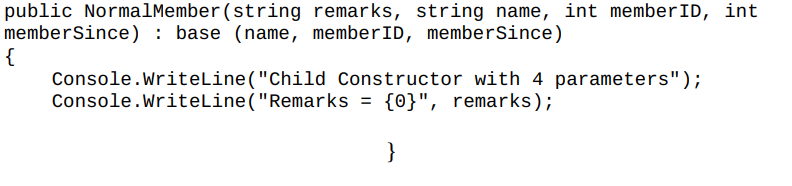 public NormalMember(string remarks, string name, int memberID, int
memberSince) : base (name, memberID, memberSince)
{
Console.WriteLine("Child Constructor with 4 parameters");
Console.WriteLine("Remarks = {0}", remarks);
}